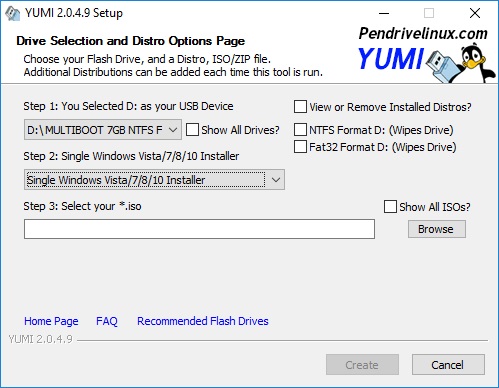 YUMI 2.0.4.9 Setup
Drive Selection and Distro Options Page
Choose your Flash Drive, and a Distro, ISO/ZIP file.
Additional Distributions can be added each time this tool is run.
Pendrivelinux.com
YUMI
Step 1: You Selected D: as your USB Device
View or Remove Installed Distros?
D:\ MULTIBOOT 7GB NTFS F
Show All Drives?
NTFS Format D: (Wipes Drive)
Fat32 Format D: (Wipes Drive)
Step 2: Single Windows Vista/7/8/10 Installer
Single Windows Vista/7/8/10 Installer
Step 3: Select your *.iso
Show All ISOs?
Browse
Home Page FAQ Recommended Flash Drives
YUMI 2.0.4.9
Create Cancel